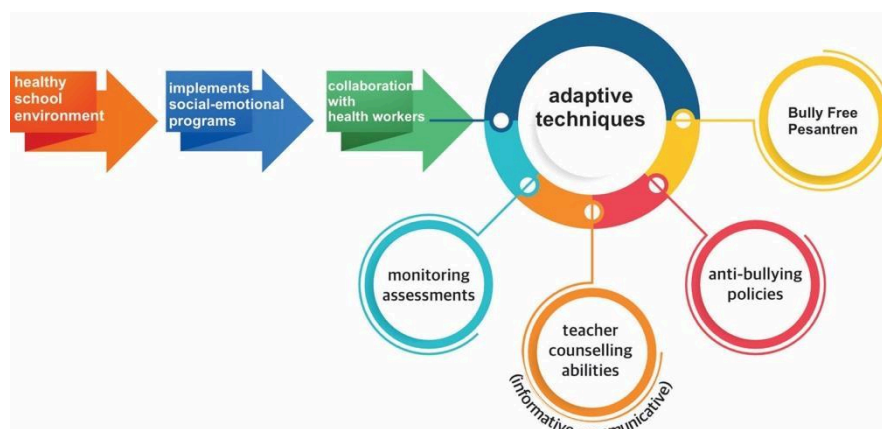 healthy
school
environment
implements
social-emotional
programs
collaboration
with
health workers
adaptive
techniques
Bully Free
Pesantren
monitoring
assessments
teacher
counselling
abilities
anti-bullying
policies
(informative
municative)